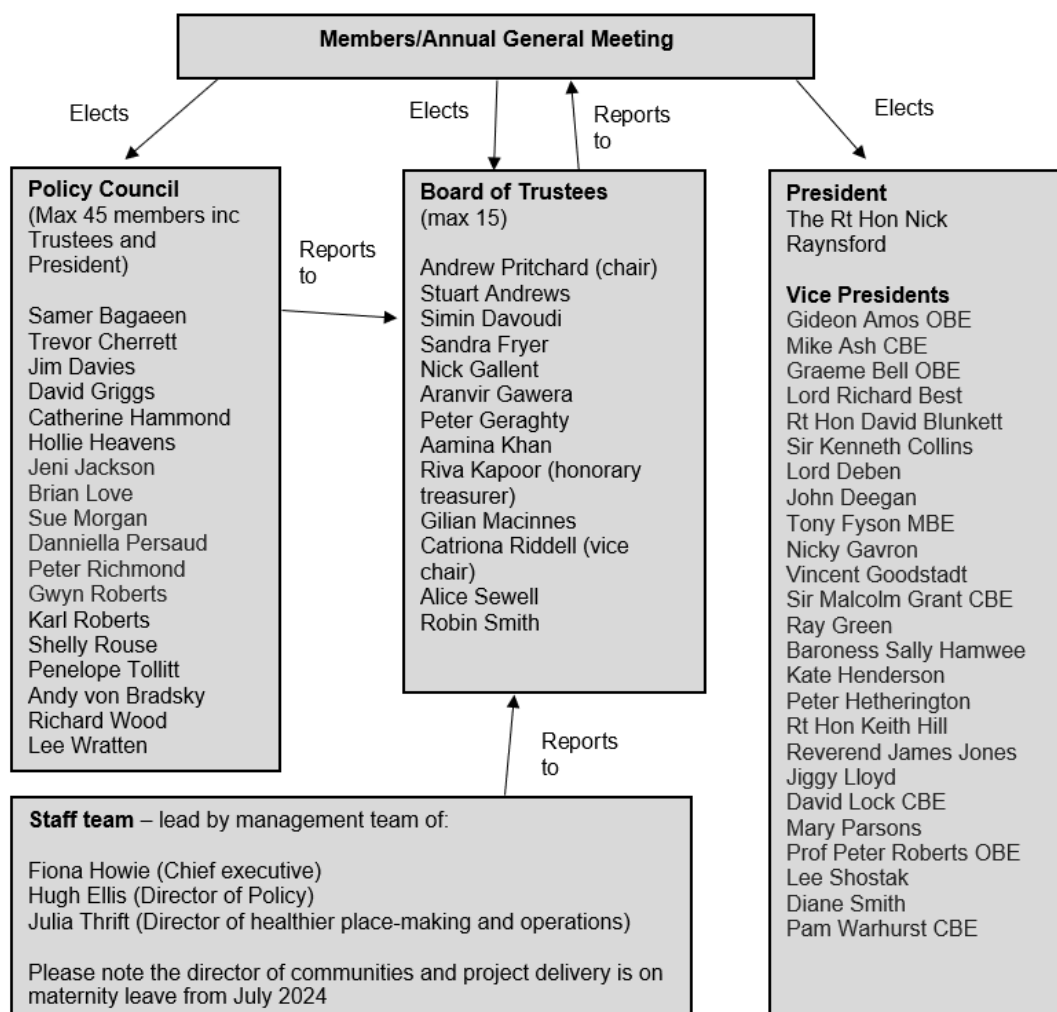 Members/Annual General Meeting
Elects
Elects
Reports
to
Elects
Policy Council
(Max 45 members inc
Trustees and
President)
Samer Bagaeen
Trevor Cherrett
Jim Davies
David Griggs
Catherine Hammond
Hollie Heavens
Jeni Jackson
Brian Love
Sue Morgan
Danniella Persaud
Peter Richmond
Gwyn Roberts
Karl Roberts
Shelly Rouse
Penelope Tollitt
Andy von Bradsky
Richard Wood
Lee Wratten
Reports
to
Board of Trustees
(max 15)
Andrew Pritchard (chair)
Stuart Andrews
Simin Davoudi
Sandra Fryer
Nick Gallent
Aranvir Gawera
Peter Geraghty
Aamina Khan
Riva Kapoor (honorary
treasurer)
Gilian Macinnes
Catriona Riddell (vice
chair)
Alice Sewell
Robin Smith
President
The Rt Hon Nick
Raynsford
Vice Presidents
Gideon Amos OBE
Mike Ash CBE
Graeme Bell OBE
Lord Richard Best
Rt Hon David Blunkett
Sir Kenneth Collins
Lord Deben
John Deegan
Tony Fyson MBE
Nicky Gavron
Vincent Goodstadt
Sir Malcolm Grant CBE
Ray Green
Baroness Sally Hamwee
Kate Henderson
Peter Hetherington
Rt Hon Keith Hill
Reverend James Jones
Jiggy Lloyd
David Lock CBE
Mary Parsons
Prof Peter Roberts OBE
Lee Shostak
Diane Smith
Pam Warhurst CBE
Reports
to
Staff team – lead by management team of:
Fiona Howie (Chief executive)
Hugh Ellis (Director of Policy)
Julia Thrift (Director of healthier place-making and operations)
Please note the director of communities and project delivery is on
maternity leave from July 2024